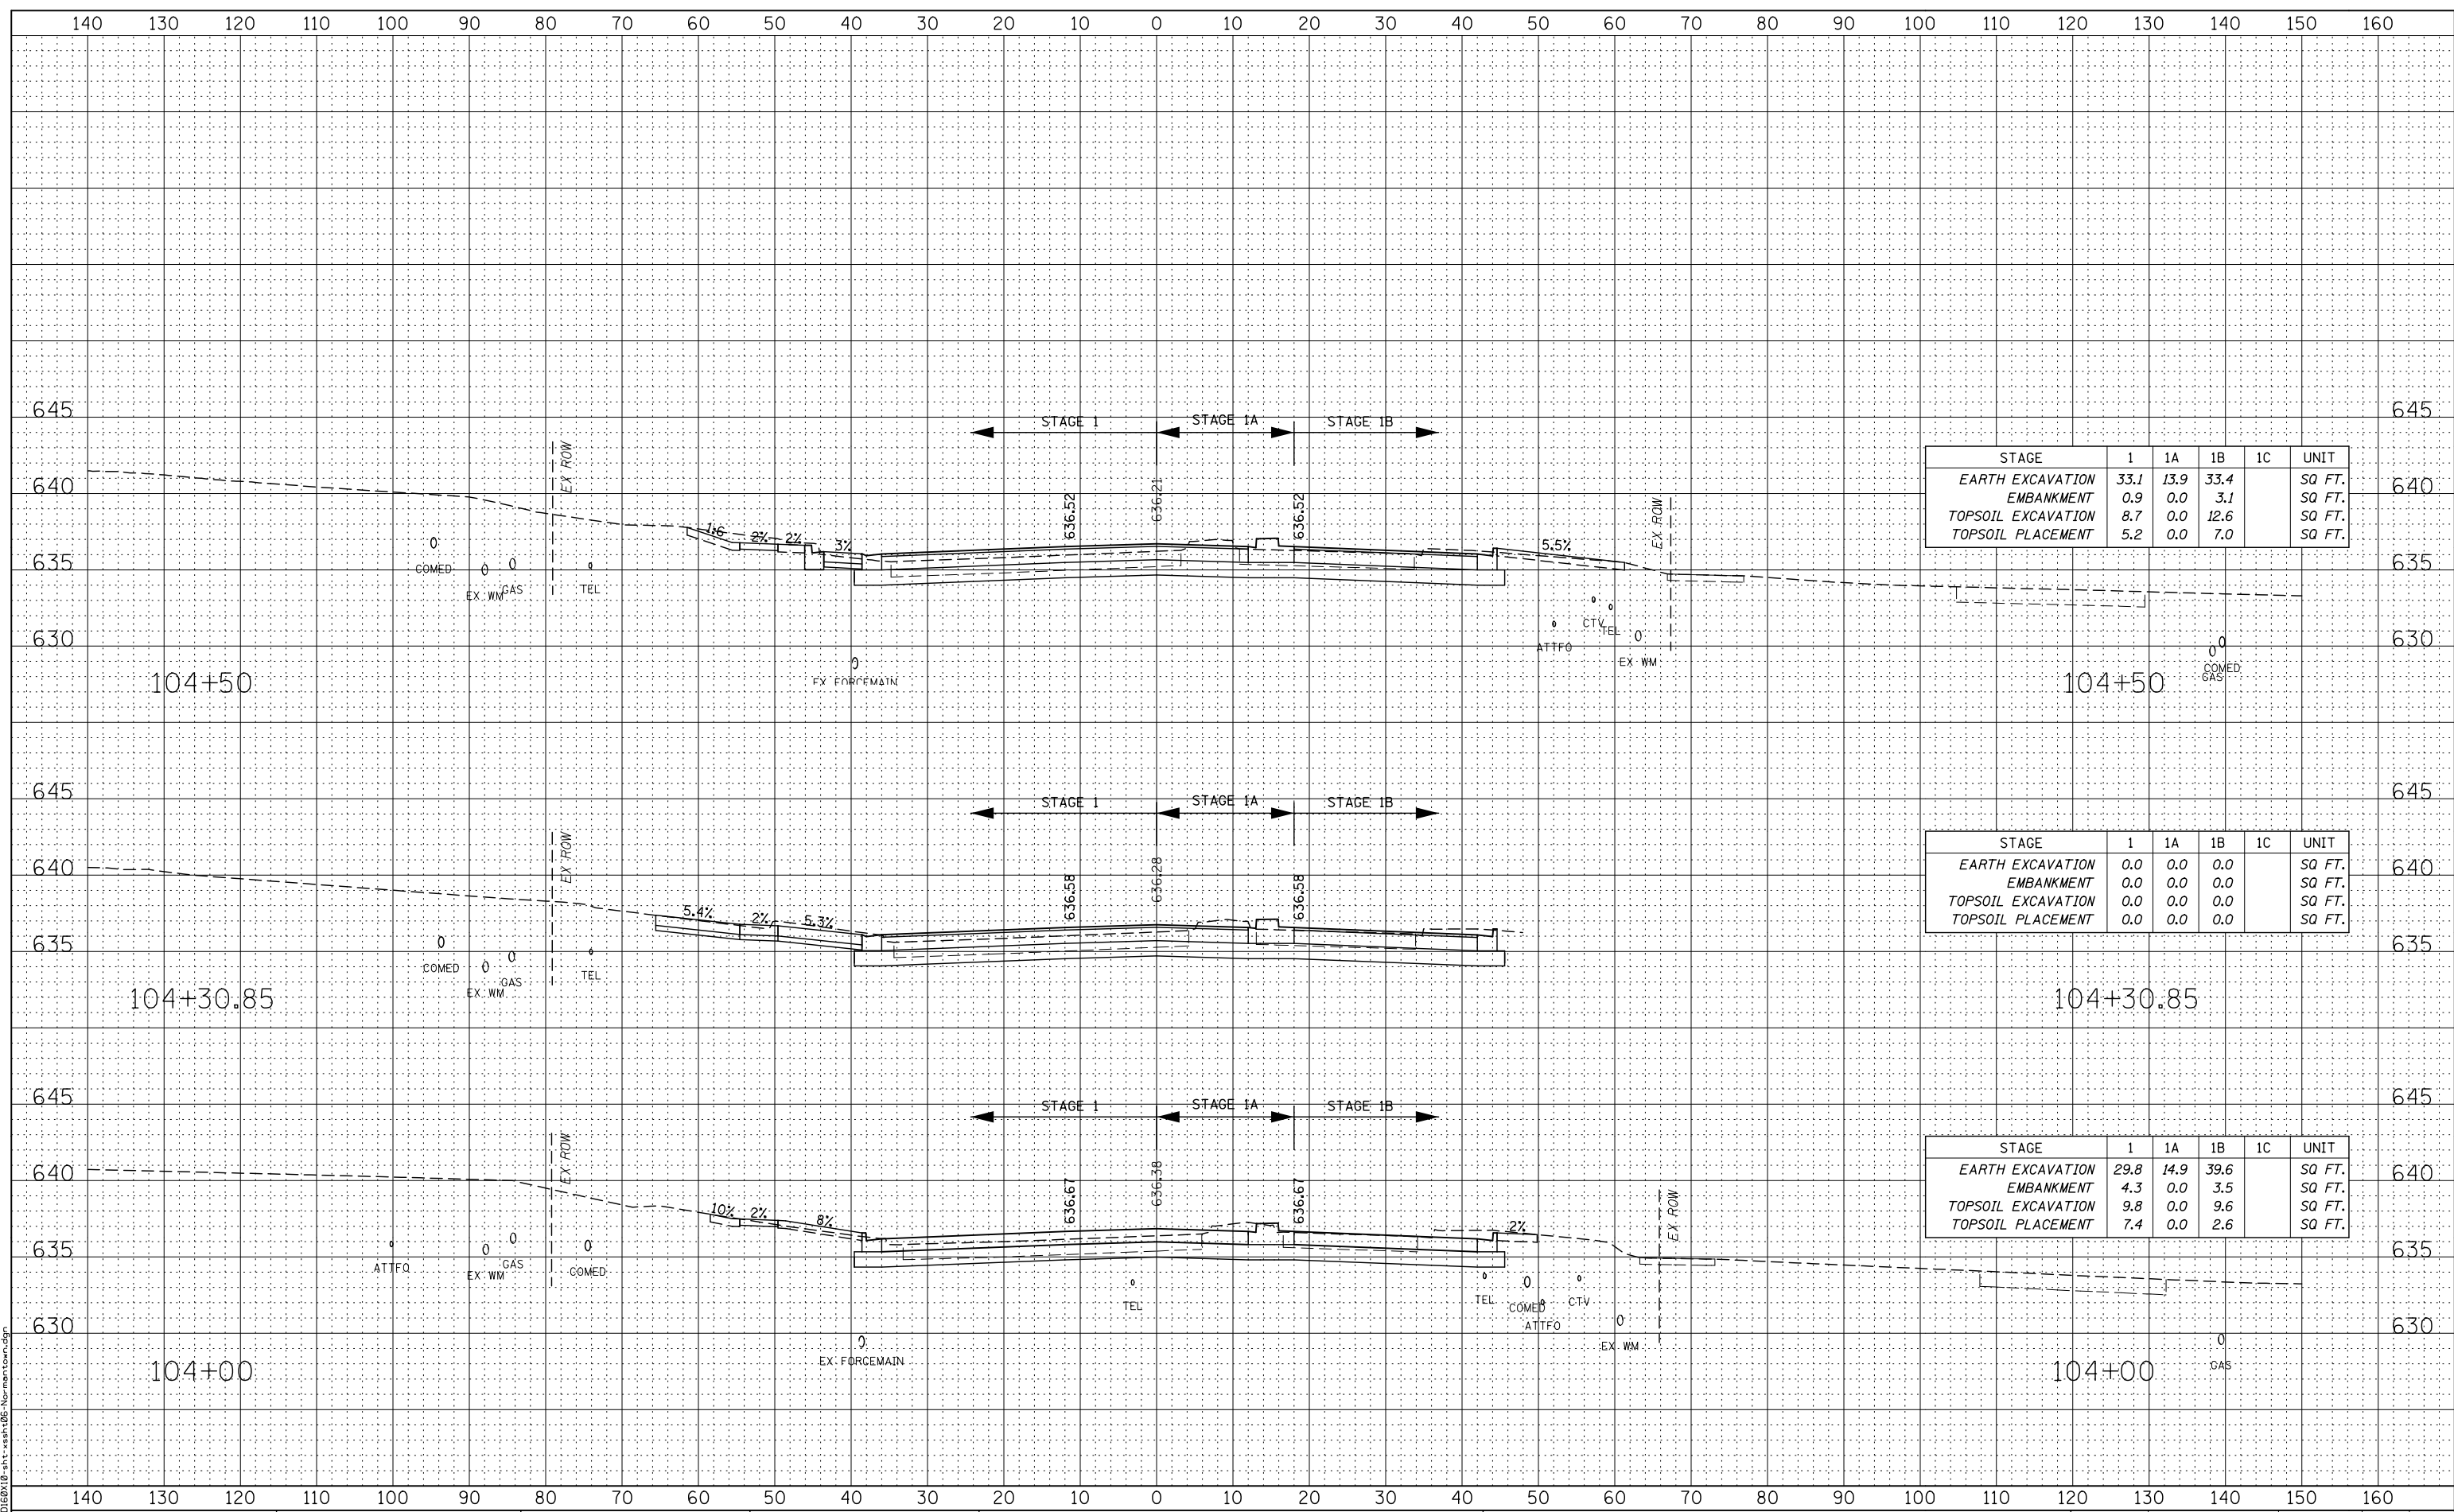 140 130 120 110 100 90 80 70 60 50 40 30 20 10 0 10 20 30 40 50 60 70 80 90 100 110 120 130 140 150 160
645 645
STAGE 1 STAGE 1A STAGE 1B
EX ROW
640 640
636.52 636.21 636.52
EX ROW
STAGE 1 1A 1B 1C UNIT
EARTH EXCAVATION 33.1 13.9 33.4 SQ FT.
EMBANKMENT 0.9 0.0 3.1 SQ FT.
TOPSOIL EXCAVATION 8.7 0.0 12.6 SQ FT.
TOPSOIL PLACEMENT 5.2 0.0 7.0 SQ FT.
1:6 2% 2% 3% 5.5%
635 635
COMED EX WM GAS TEL
CTV TEL
ATTFO EX WM
630 630
EX FORCEMAIN
COMED
GAS
104+50 104+50
645 645
STAGE 1 STAGE 1A STAGE 1B
EX ROW
640 640
636.58 636.28 636.58
STAGE 1 1A 1B 1C UNIT
EARTH EXCAVATION 0.0 0.0 0.0 SQ FT.
EMBANKMENT 0.0 0.0 0.0 SQ FT.
TOPSOIL EXCAVATION 0.0 0.0 0.0 SQ FT.
TOPSOIL PLACEMENT 0.0 0.0 0.0 SQ FT.
5.4% 2% 5.3%
635 635
COMED EX WM GAS TEL
104+30.85 104+30.85
645 645
STAGE 1 STAGE 1A STAGE 1B
EX ROW
640 640
636.67 636.38 636.67
EX ROW
STAGE 1 1A 1B 1C UNIT
EARTH EXCAVATION 29.8 14.9 39.6 SQ FT.
EMBANKMENT 4.3 0.0 3.5 SQ FT.
TOPSOIL EXCAVATION 9.8 0.0 9.6 SQ FT.
TOPSOIL PLACEMENT 7.4 0.0 2.6 SQ FT.
10% 2% 8% 2%
635 635
ATTFO EX WM GAS COMED
TEL TEL COMED CTV
ATTFO
630 630
EX FORCEMAIN EX WM
GAS
104+00 104+00
D160X10-sht-xssht06-Normantown.dgn
140 130 120 110 100 90 80 70 60 50 40 30 20 10 0 10 20 30 40 50 60 70 80 90 100 110 120 130 140 150 160